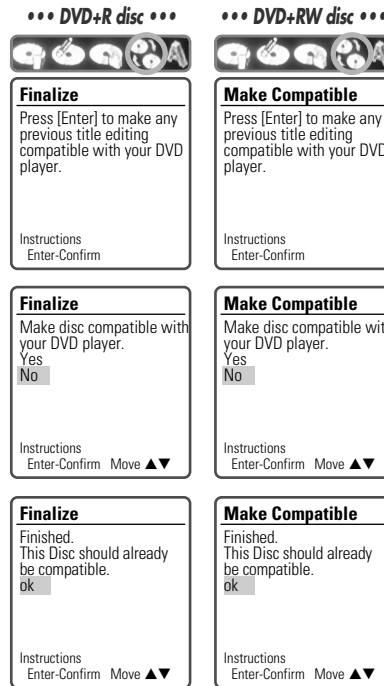 ••• DVD+R disc •••
Finalize
Press [Enter] to make any
previous title editing
compatible with your DVD
player.
Instructions
Enter-Confirm
Finalize
Make disc compatible with
your DVD player.
Yes
No
Instructions
Enter-Confirm Move ▲▼
Finalize
Finished.
This Disc should already
be compatible.
ok
Instructions
Enter-Confirm Move ▲▼
••• DVD+RW disc •••
Make Compatible
Press [Enter] to make any
previous title editing
compatible with your DVD
player.
Instructions
Enter-Confirm
Make Compatible
Make disc compatible wit
your DVD player.
Yes
No
Instructions
Enter-Confirm Move ▲▼
Make Compatible
Finished.
This Disc should already
be compatible.
ok
Instructions
Enter-Confirm Move ▲▼